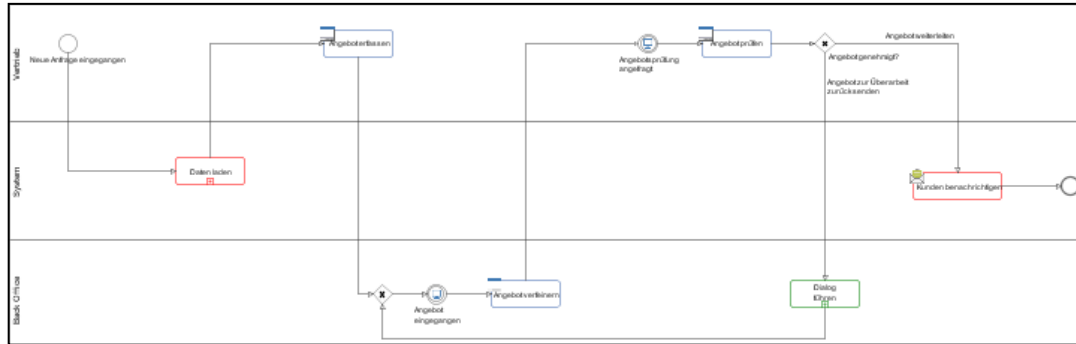 Vertrieb
Neue Anfrage eingegangen
Angebot erfassen
Angebotsprüfung
angefragt
Angebot prüfen
Angebot genehmigt?
Angebot weiterleiten
Angebot zur Überarbeit
zurücksenden
System
Daten laden
Kunden benachrichtigen
Back Office
Angebot
eingegangen
Angebot verfeinern
Dialog
führen